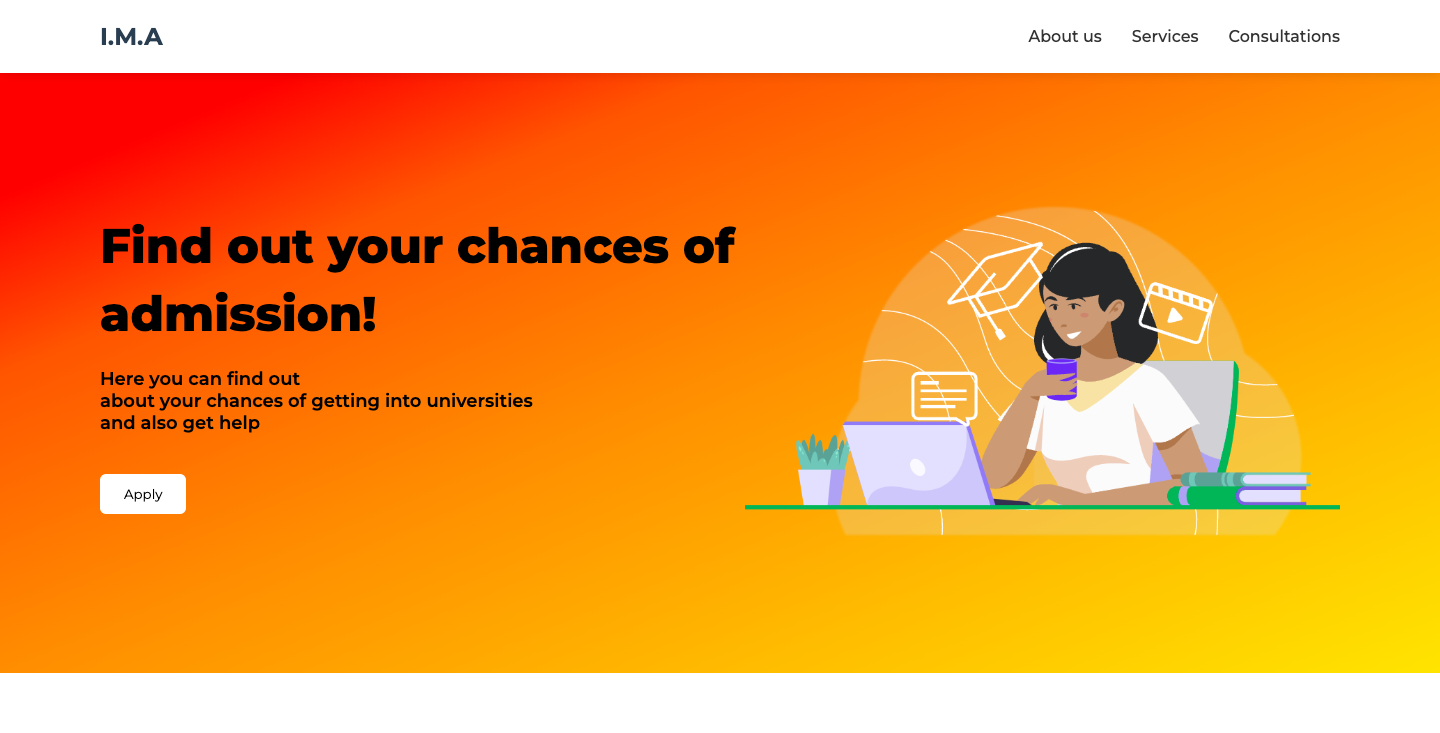 I.M.A
About us
Services
Consultations
Find out your chances of
admission!
Here you can find out
about your chances of getting into universities
and also get help
Apply